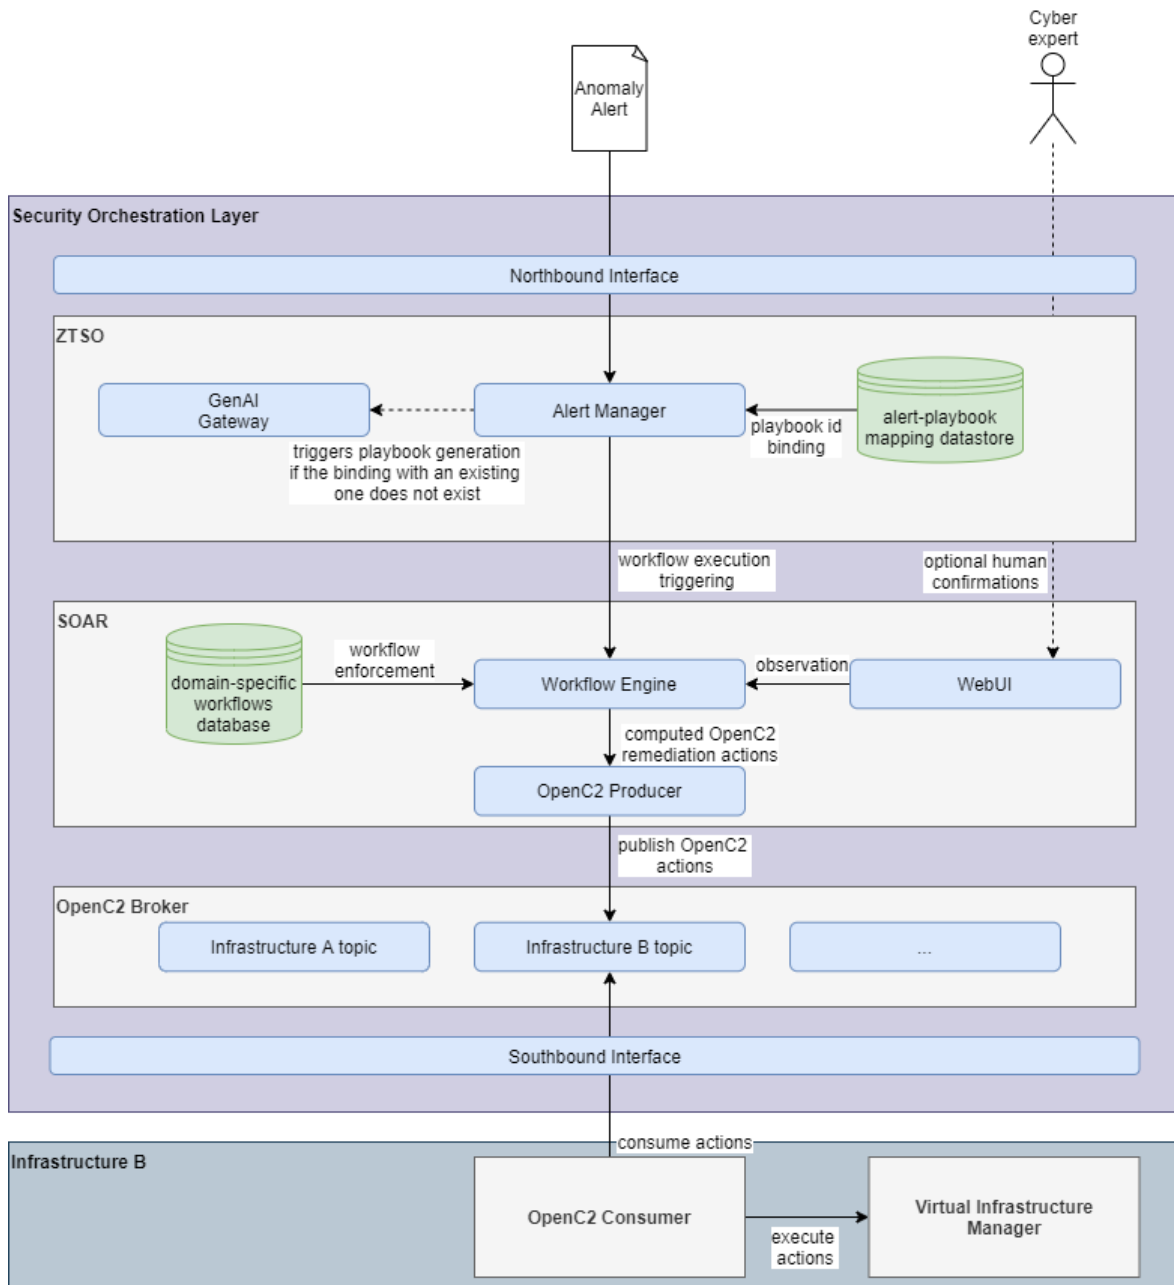 Cyber
expert
Anomaly
Alert
Security Orchestration Layer
Northbound Interface
ZTSO
GenAI
Gateway
Alert Manager
playbook id
binding
alert-playbook
mapping datastore
triggers playbook generation
if the binding with an existing
one does not exist
workflow execution
triggering
optional human
confirmations
SOAR
domain-specific
workflows
database
workflow
enforcement
Workflow Engine
observation
WebUI
computed OpenC2
remediation actions
OpenC2 Producer
publish OpenC2
actions
OpenC2 Broker
Infrastructure A topic
Infrastructure B topic
...
Southbound Interface
consume actions
Infrastructure B
OpenC2 Consumer
execute
actions
Virtual Infrastructure
Manager